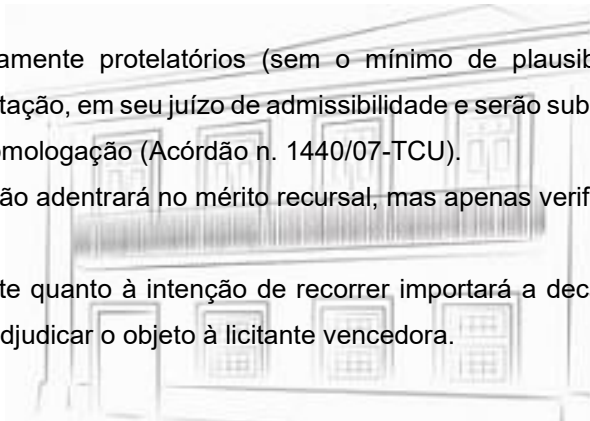 amente protelatórios (sem o mínimo de plausib
tação, em seu juízo de admissibilidade e serão sub
omologação (Acórdão n. 1440/07-TCU).
ão adentrará no mérito recursal, mas apenas verif
te quanto à intenção de recorrer importará a dec
djudicar o objeto à licitante vencedora.